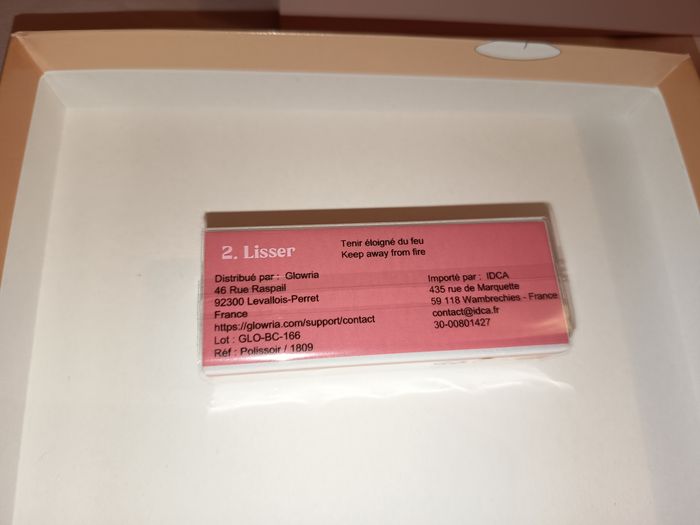 2. Lisser
Tenir éloigné du feu
Keep away from fire
Distribué par : Glowria
46 Rue Raspail
92300 Levallois-Perret
France
https://glowria.com/support/contact
Lot : GLO-BC-166
Réf : Polissoir / 1809
Importé par : IDCA
435 rue de Marquette
59 118 Wambrechies - France
contact@idca.fr
30-00801427